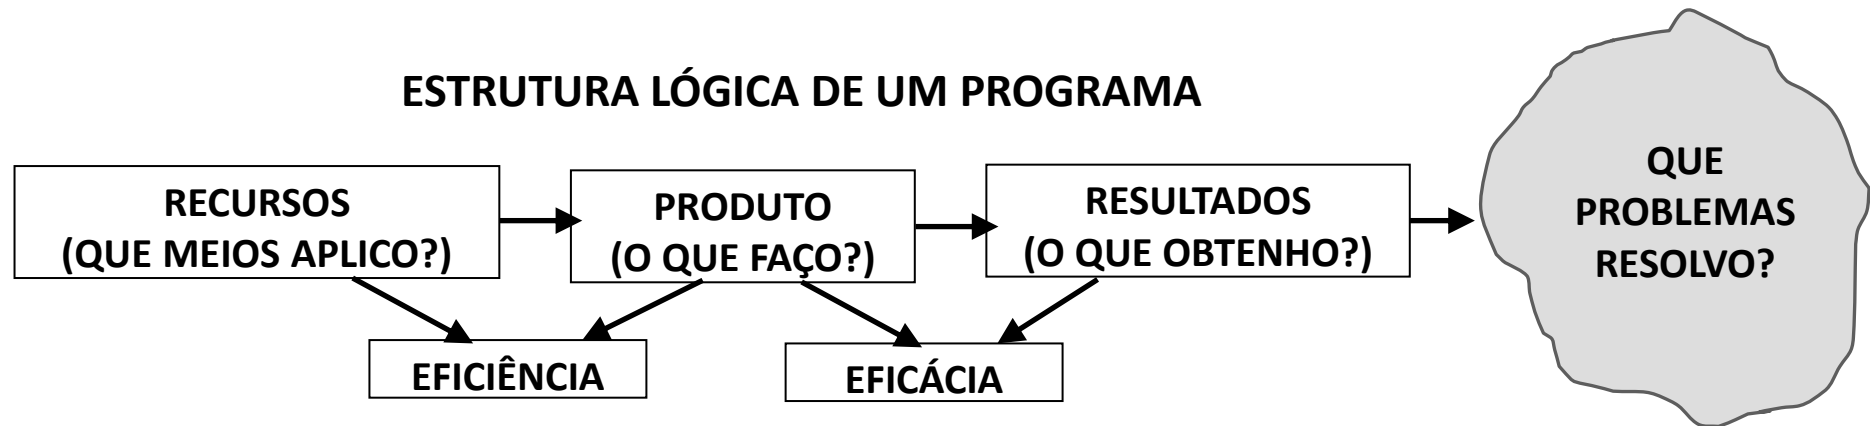 ESTRUTURA LÓGICA DE UM PROGRAMA
RECURSOS
(QUE MEIOS APLICO?)
PRODUTO
(O QUE FAÇO?)
RESULTADOS
(O QUE OBTENHO?)
QUE
PROBLEMAS
RESOLVO?
EFICIÊNCIA
EFICÁCIA